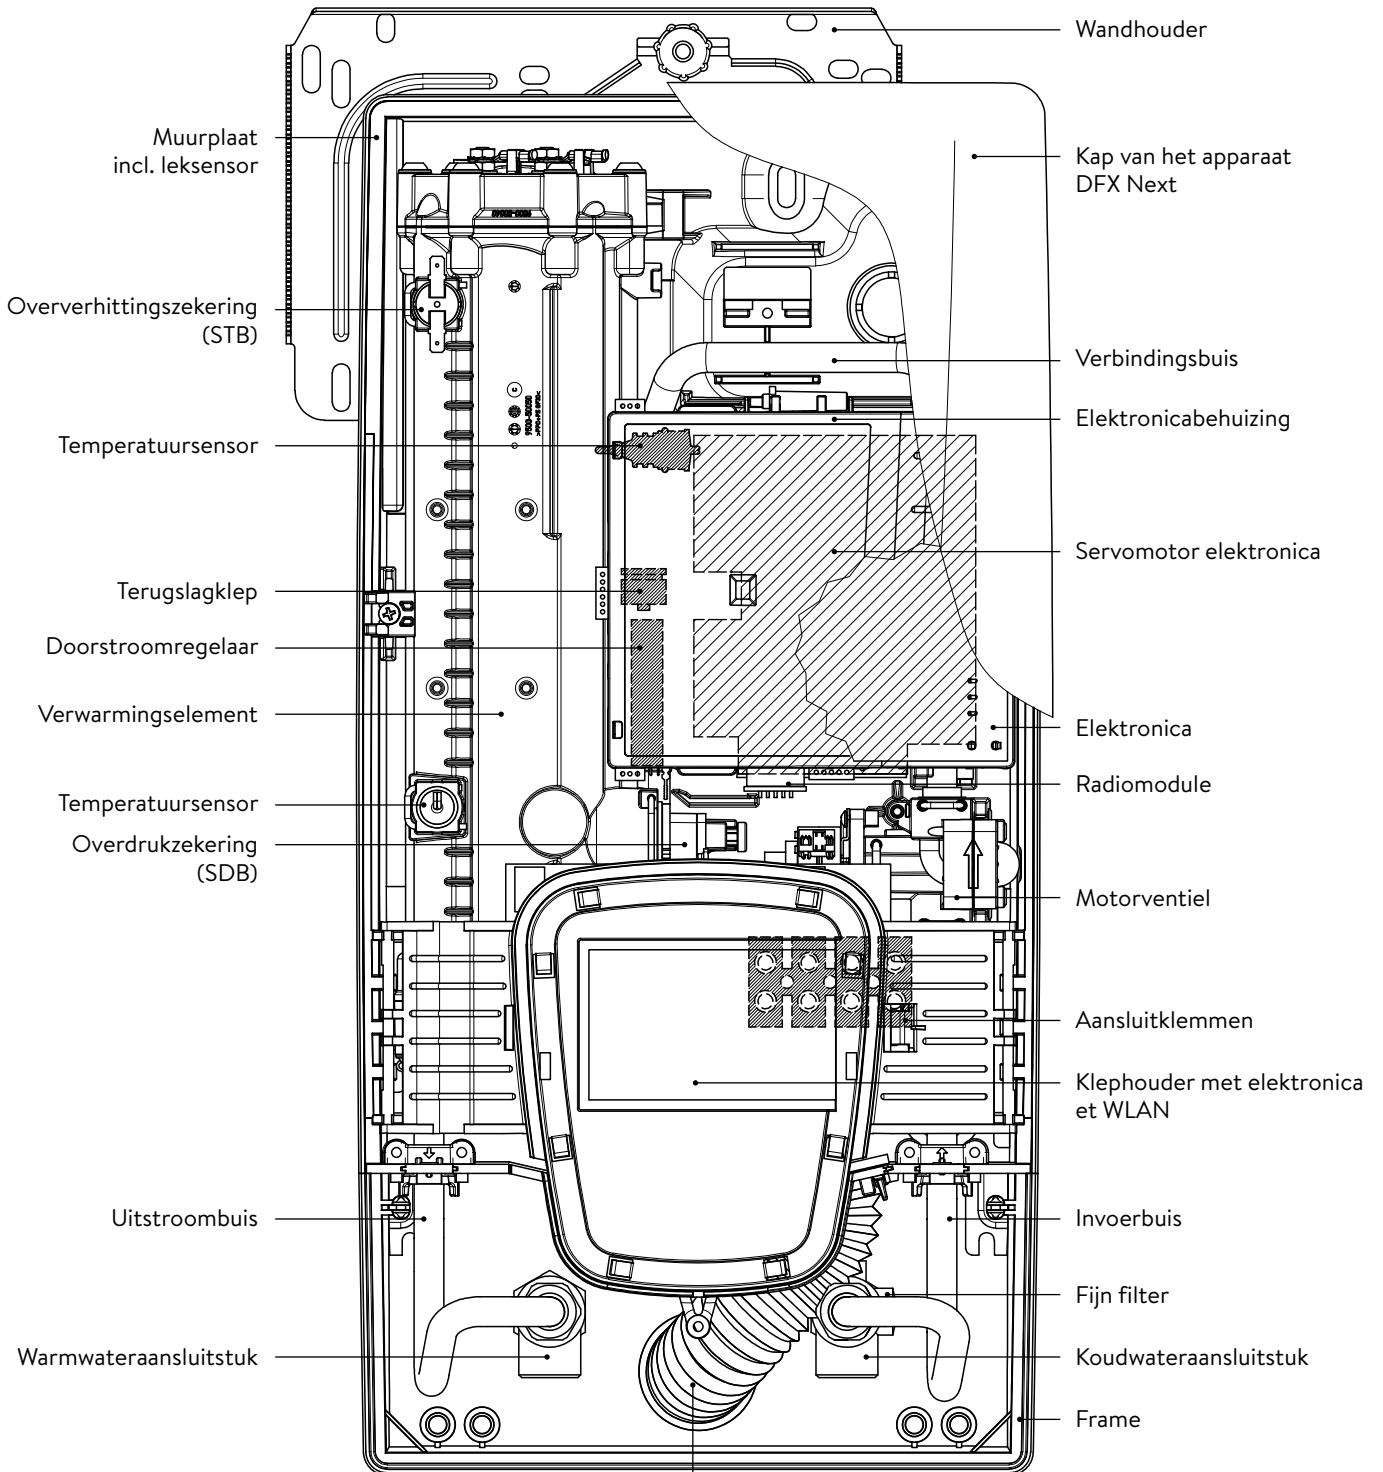 Wandhouder
Muurplaat
incl. leksensor
Kap van het apparaat
DFX Next
Oververhittingszekering
(STB)
Verbindingsbuis
Elektronicabehuizing
Temperatuursensor
Servomotor elektronica
Terugslagklep
Doorstroomregelaar
Verwarmingselement
Elektronica
Radiomodule
Temperatuursensor
Overdrukzekering
(SDB)
Motorventiel
Aansluitklemmen
Klephouder met elektronica
et WLAN
Uitstroombuis
Invoerbuis
Fijn filter
Warmwateraansluitstuk
Koudwateraansluitstuk
Frame
C
9500-50050